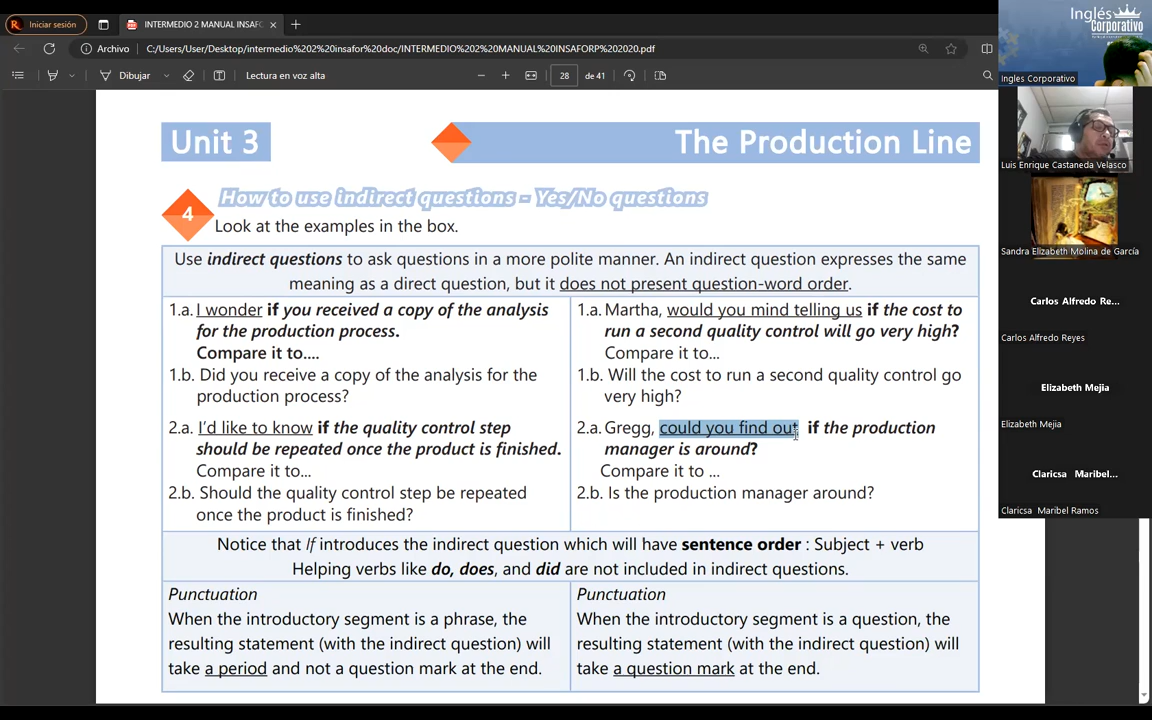 Iniciar sesión
INTERMEDIO 2 MANUAL INSAFO
Archivo
C:/Users/User/Desktop/intermedio%202%20insafor%20doc/INTERMEDIO%202%20MANUAL%20INSAFORP%202020.pdf
Dibujar
Lectura en voz alta
28
de 41
Unit 3
The Production Line
4
How to use indirect questions - Yes/No questions
Look at the examples in the box.
Use indirect questions to ask questions in a more polite manner. An indirect question expresses the same
meaning as a direct question, but it does not present question-word order.
1.a. I wonder if you received a copy of the analysis
for the production process.
Compare it to....
1.b. Did you receive a copy of the analysis for the
production process?
2.a. I'd like to know if the quality control step
should be repeated once the product is finished.
Compare it to...
2.b. Should the quality control step be repeated
once the product is finished?
1.a. Martha, would you mind telling us if the cost to
run a second quality control will go very high?
Compare it to...
1.b. Will the cost to run a second quality control go
very high?
2.a. Gregg, could you find out if the production
manager is around?
Compare it to ...
2.b. Is the production manager around?
Notice that If introduces the indirect question which will have sentence order : Subject + verb
Helping verbs like do, does, and did are not included in indirect questions.
Punctuation
When the introductory segment is a phrase, the
resulting statement (with the indirect question) will
take a period and not a question mark at the end.
Punctuation
When the introductory segment is a question, the
resulting statement (with the indirect question) will
take a question mark at the end.
Inglés
Corporativo
Ingles Corporativo
Luis Enrique Castaneda Velasco
Sandra Elizabeth Molina de García
Carlos Alfredo Re...
Carlos Alfredo Reyes
Elizabeth Mejia
Elizabeth Mejia
Claricsa Maribel...
Claricsa Maribel Ramos